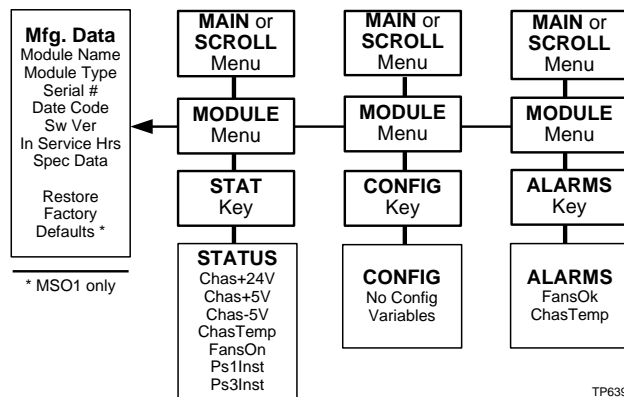 Mfg. Data
Module Name
Module Type
Serial #
Date Code
Sw Ver
In Service Hrs
Spec Data
Restore
Factory
Defaults *
* MSO1 only
MAIN or
SCROLL
Menu
MODULE
Menu
STAT
Key
STATUS
Chas+24V
Chas+5V
Chas-5V
ChasTemp
FansOn
Ps1Inst
Ps3Inst
MAIN or
SCROLL
Menu
MODULE
Menu
CONFIG
Key
CONFIG
No Config
Variables
MAIN or
SCROLL
Menu
MODULE
Menu
ALARMS
Key
ALARMS
FansOk
ChasTemp
TP639